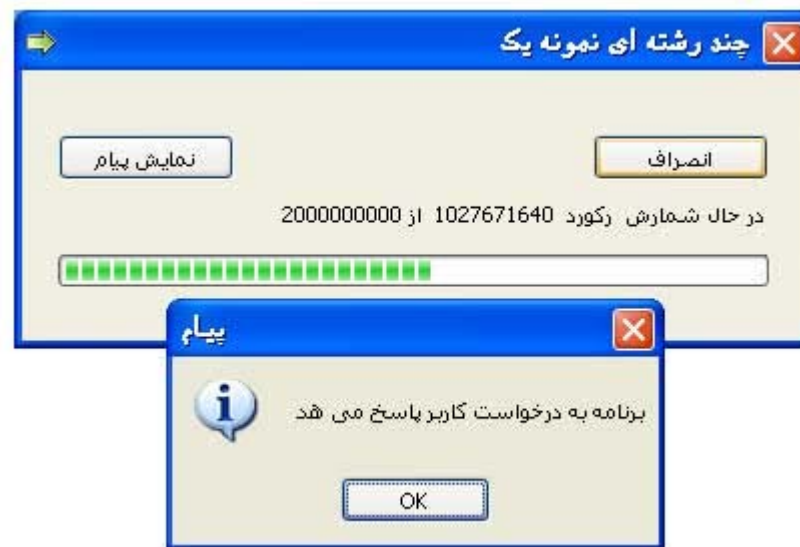 چند رشته ای نمونه یک
انصراف
نمایش پیام
در حال شمارش رکورد 1027671640 از 2000000000
پیام
برنامه به درخواست کاربر پاسخ می هد
OK